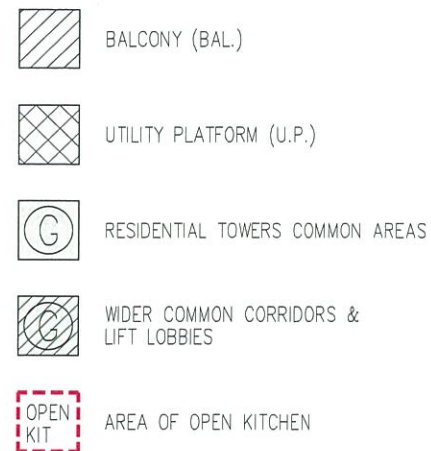 BALCONY (BAL.)
UTILITY PLATFORM (U.P.)
G RESIDENTIAL TOWERS COMMON AREAS
G WIDER COMMON CORRIDORS &
LIFT LOBBIES
OPEN
KIT
AREA OF OPEN KITCHEN